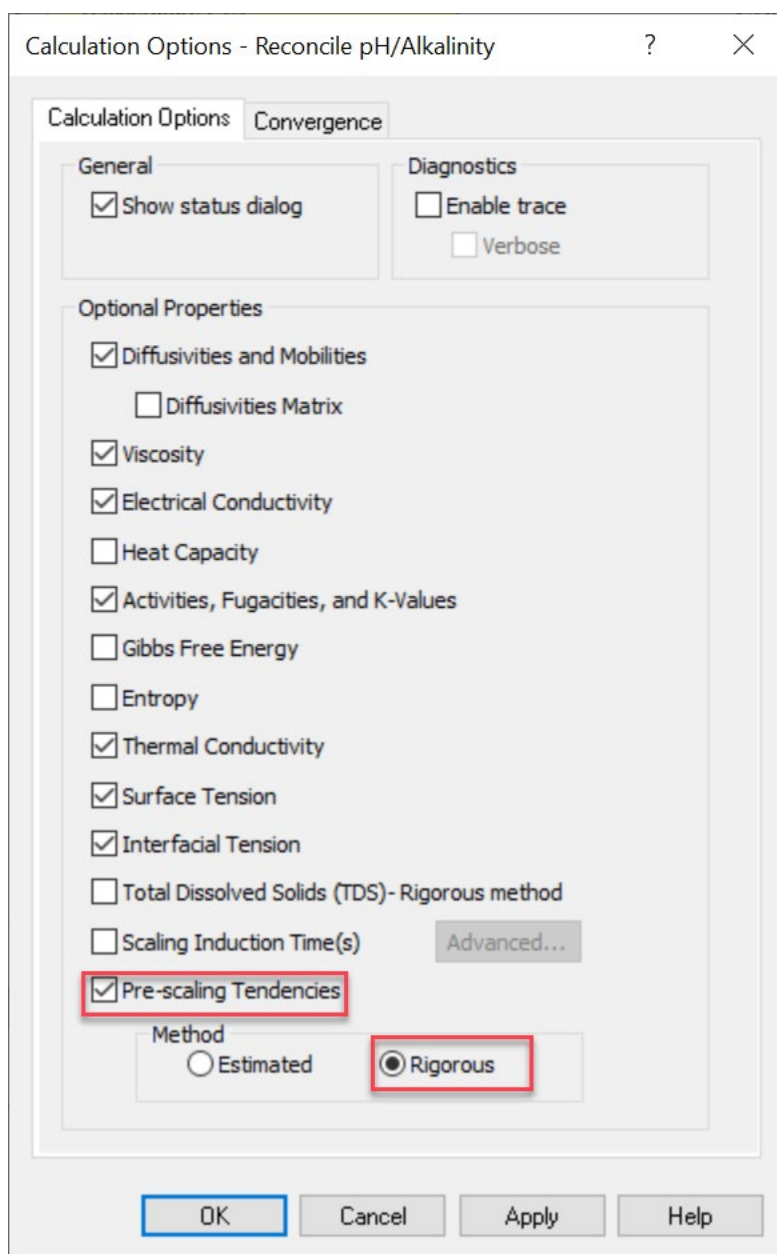 Calculation Options - Reconcile pH/Alkalinity ?
Calculation Options Convergence
General Diagnostics
Show status dialog Enable trace
Verbose
Optional Properties
Diffusivities and Mobilities
Diffusivities Matrix
Viscosity
Electrical Conductivity
Heat Capacity
Activities, Fugacities, and K-Values
Gibbs Free Energy
Entropy
Thermal Conductivity
Surface Tension
Interfacial Tension
Total Dissolved Solids (TDS)- Rigorous method
Scaling Induction Time(s) Advanced...
Pre-scaling Tendencies
Method
Estimated Rigorous
OK Cancel Apply Help